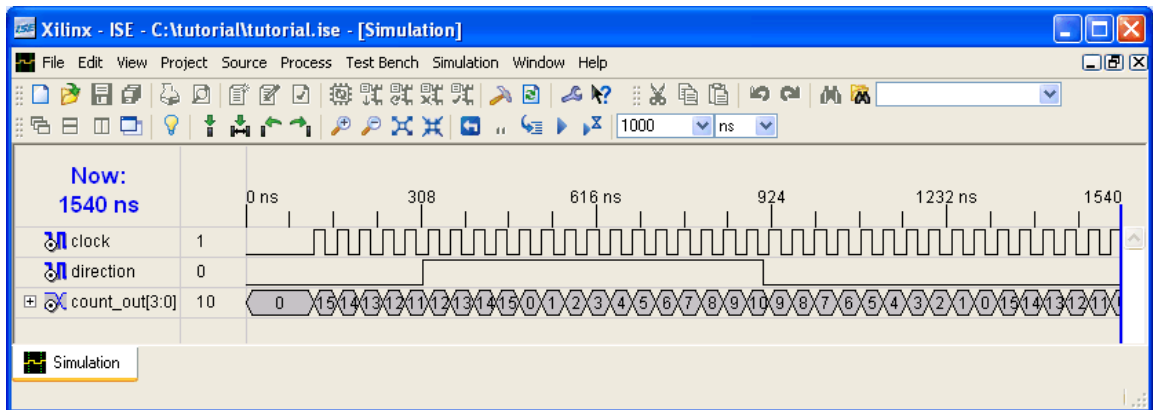 Xilinx - ISE - C:\tutorial\tutorial.ise - [Simulation]
File Edit View Project Source Process Test Bench Simulation Window Help
1000 ns
Now:
1540 ns
0 ns 308 616 ns 924 1232 ns 1540
clock 1
direction 0
count_out[3:0] 10 0 15 14 13 12 11 12 13 14 15 0 1 2 3 4 5 6 7 8 9 10 9 8 7 6 5 4 3 2 1 0 15 14 13 12 11
Simulation